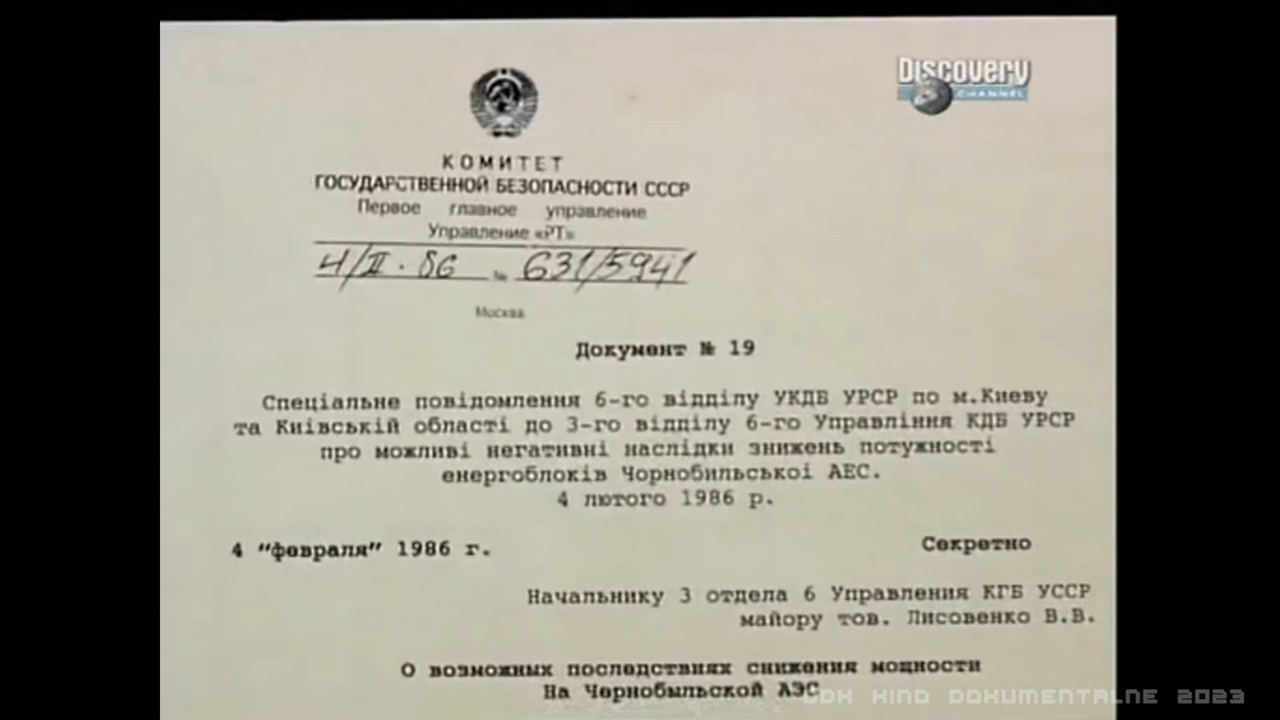 Discovery
CHANNEL
КОМИТЕТ
ГОСУДАРСТВЕННОЙ БЕЗОПАСНОСТИ СССР
Первое главное управление
Управление «РТ»
4/II. 86 № 631/5941
Москва
Документ № 19
Спеціальне повідомлення 6-го відділу УКДБ УРСР по м.Киеву
та Київській області до 3-го відділу 6-го Управління КДБ УРСР
про можливі негативні наслідки знижень потужності
енергоблоків Чорнобильскої АЕС.
4 лютого 1986 р.
4 "февраля" 1986 г.
Секретно
Начальнику 3 отдела 6 Управления КГБ УССР
майору тов. Лисовенко В.В.
О возможных последствиях снижения мощности
На Чернобыльской АЭС
CDK KINO DOKUMENTALNE 2023